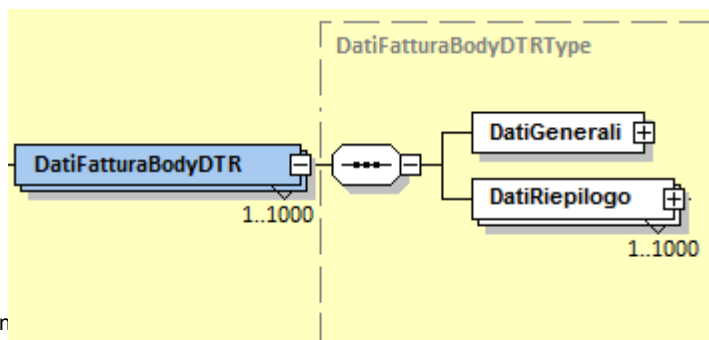 DatiFatturaBodyDTRType
DatiGenerali
DatiFatturaBodyDTR
1..1000
DatiRiepilogo
1..1000